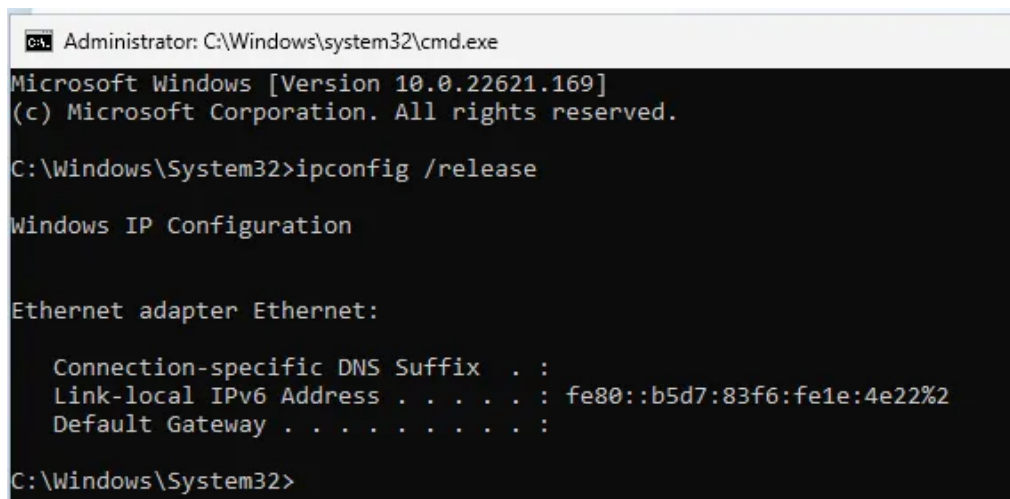 Administrator: C:\Windows\system32\cmd.exe
Microsoft Windows [Version 10.0.22621.169]
(c) Microsoft Corporation. All rights reserved.
C:\Windows\System32>ipconfig /release
Windows IP Configuration
Ethernet adapter Ethernet:
Connection-specific DNS Suffix  . :
Link-local IPv6 Address . . . . . : fe80::b5d7:83f6:fe1e:4e22%2
Default Gateway . . . . . . . . . :
C:\Windows\System32>